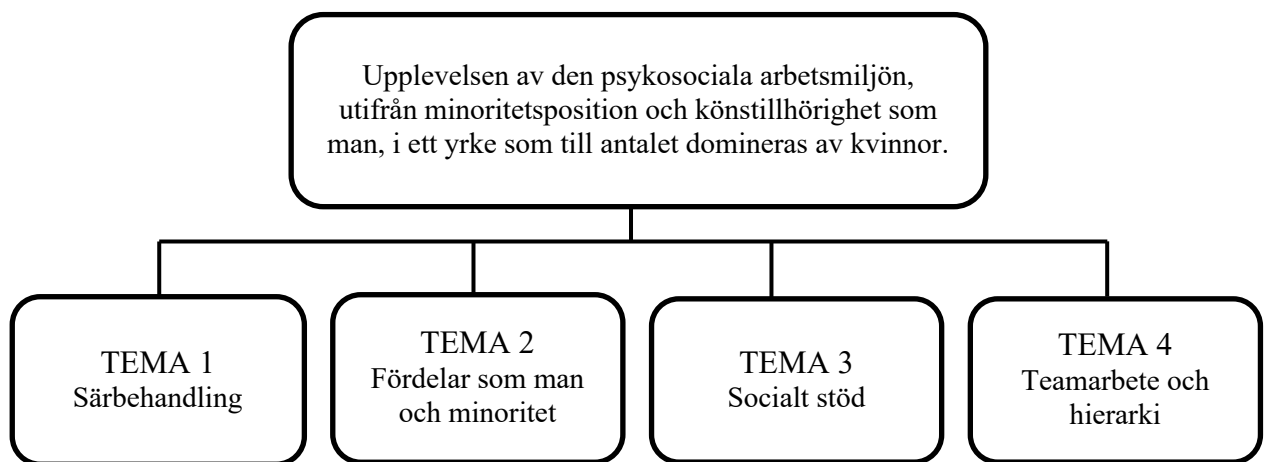 Upplevelsen av den psykosociala arbetsmiljön,
utifrån minoritetsposition och könstillhörighet som
man, i ett yrke som till antalet domineras av kvinnor.
TEMA 1
Särbehandling
TEMA 2
Fördelar som man
och minoritet
TEMA 3
Socialt stöd
TEMA 4
Teamarbete och
hierarki